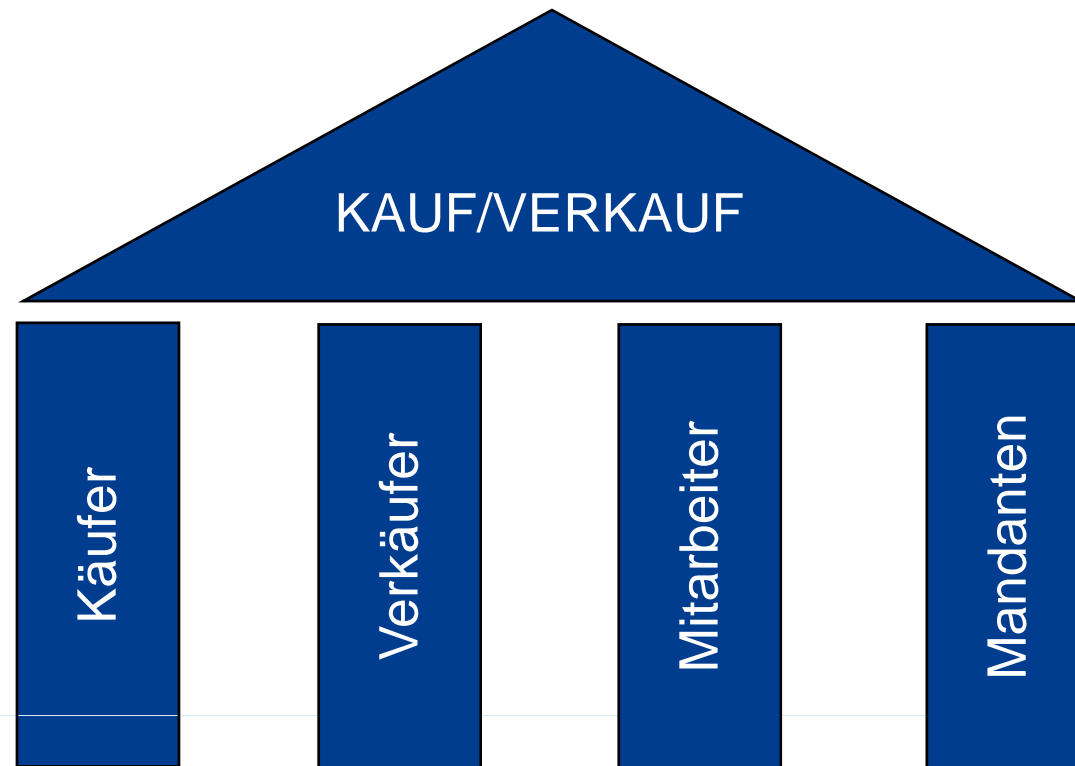 KAUF/VERKAUF
Käufer
Verkäufer
Mitarbeiter
Mandanten